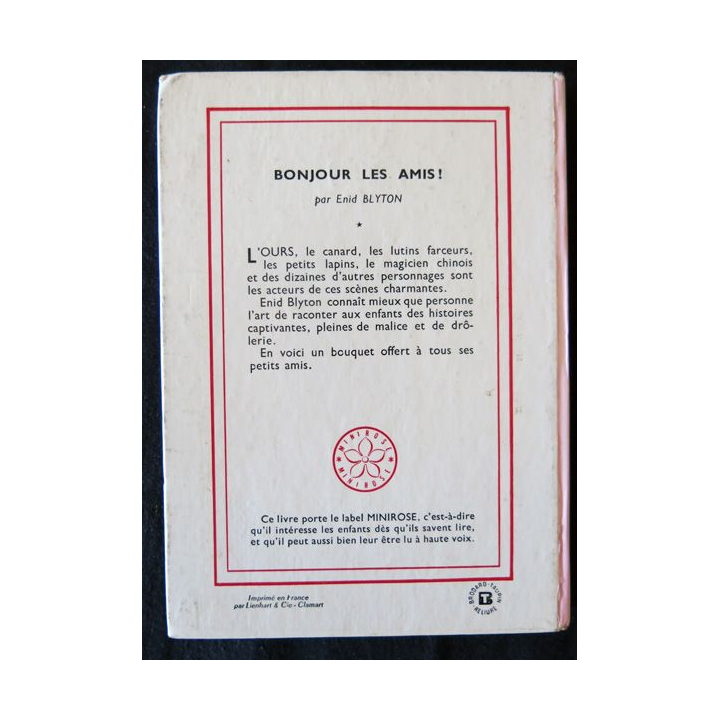 BONJOUR LES AMIS !
par Enid BLYTON
★
L'OURS, le canard, les lutins farceurs,
les petits lapins, le magicien chinois
et des dizaines d'autres personnages sont
les acteurs de ces scènes charmantes.
Enid Blyton connaît mieux que personne
l'art de raconter aux enfants des histoires
captivantes, pleines de malice et de drô-
lerie.
En voici un bouquet offert à tous ses
petits amis.
MINIROSE ★ MINIROSE ★
Ce livre porte le label MINIROSE, c'est-à-dire
qu'il intéresse les enfants dès qu'ils savent lire,
et qu'il peut aussi bien leur être lu à haute voix.
Imprimé en France
par Lienhart & Cie - Clamart
BRODARD-TAUPIN
RELIURE